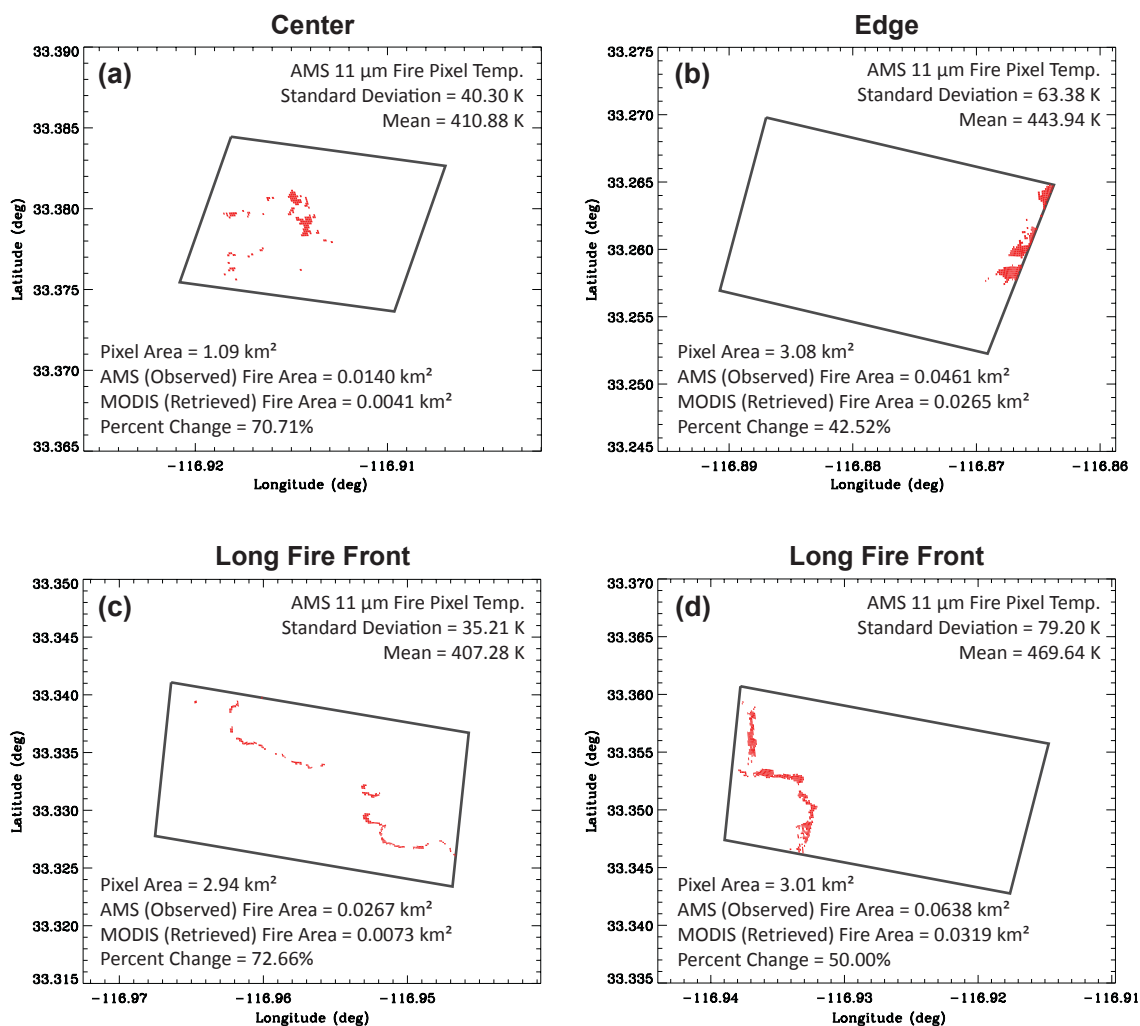 Center
(a)
AMS 11 µm Fire Pixel Temp.
Standard Deviation = 40.30 K
Mean = 410.88 K
33.390
33.385
33.380
33.375
33.370
33.365
Latitude (deg)
Pixel Area = 1.09 km²
AMS (Observed) Fire Area = 0.0140 km²
MODIS (Retrieved) Fire Area = 0.0041 km²
Percent Change = 70.71%
-116.92
-116.91
Longitude (deg)
Edge
(b)
AMS 11 µm Fire Pixel Temp.
Standard Deviation = 63.38 K
Mean = 443.94 K
33.275
33.270
33.265
33.260
33.255
33.250
33.245
Latitude (deg)
Pixel Area = 3.08 km²
AMS (Observed) Fire Area = 0.0461 km²
MODIS (Retrieved) Fire Area = 0.0265 km²
Percent Change = 42.52%
-116.89
-116.88
-116.87
-116.86
Longitude (deg)
Long Fire Front
(c)
AMS 11 µm Fire Pixel Temp.
Standard Deviation = 35.21 K
Mean = 407.28 K
33.350
33.345
33.340
33.335
33.330
33.325
33.320
33.315
Latitude (deg)
Pixel Area = 2.94 km²
AMS (Observed) Fire Area = 0.0267 km²
MODIS (Retrieved) Fire Area = 0.0073 km²
Percent Change = 72.66%
-116.97
-116.96
-116.95
Longitude (deg)
Long Fire Front
(d)
AMS 11 µm Fire Pixel Temp.
Standard Deviation = 79.20 K
Mean = 469.64 K
33.370
33.365
33.360
33.355
33.350
33.345
33.340
33.335
Latitude (deg)
Pixel Area = 3.01 km²
AMS (Observed) Fire Area = 0.0638 km²
MODIS (Retrieved) Fire Area = 0.0319 km²
Percent Change = 50.00%
-116.94
-116.93
-116.92
-116.91
Longitude (deg)